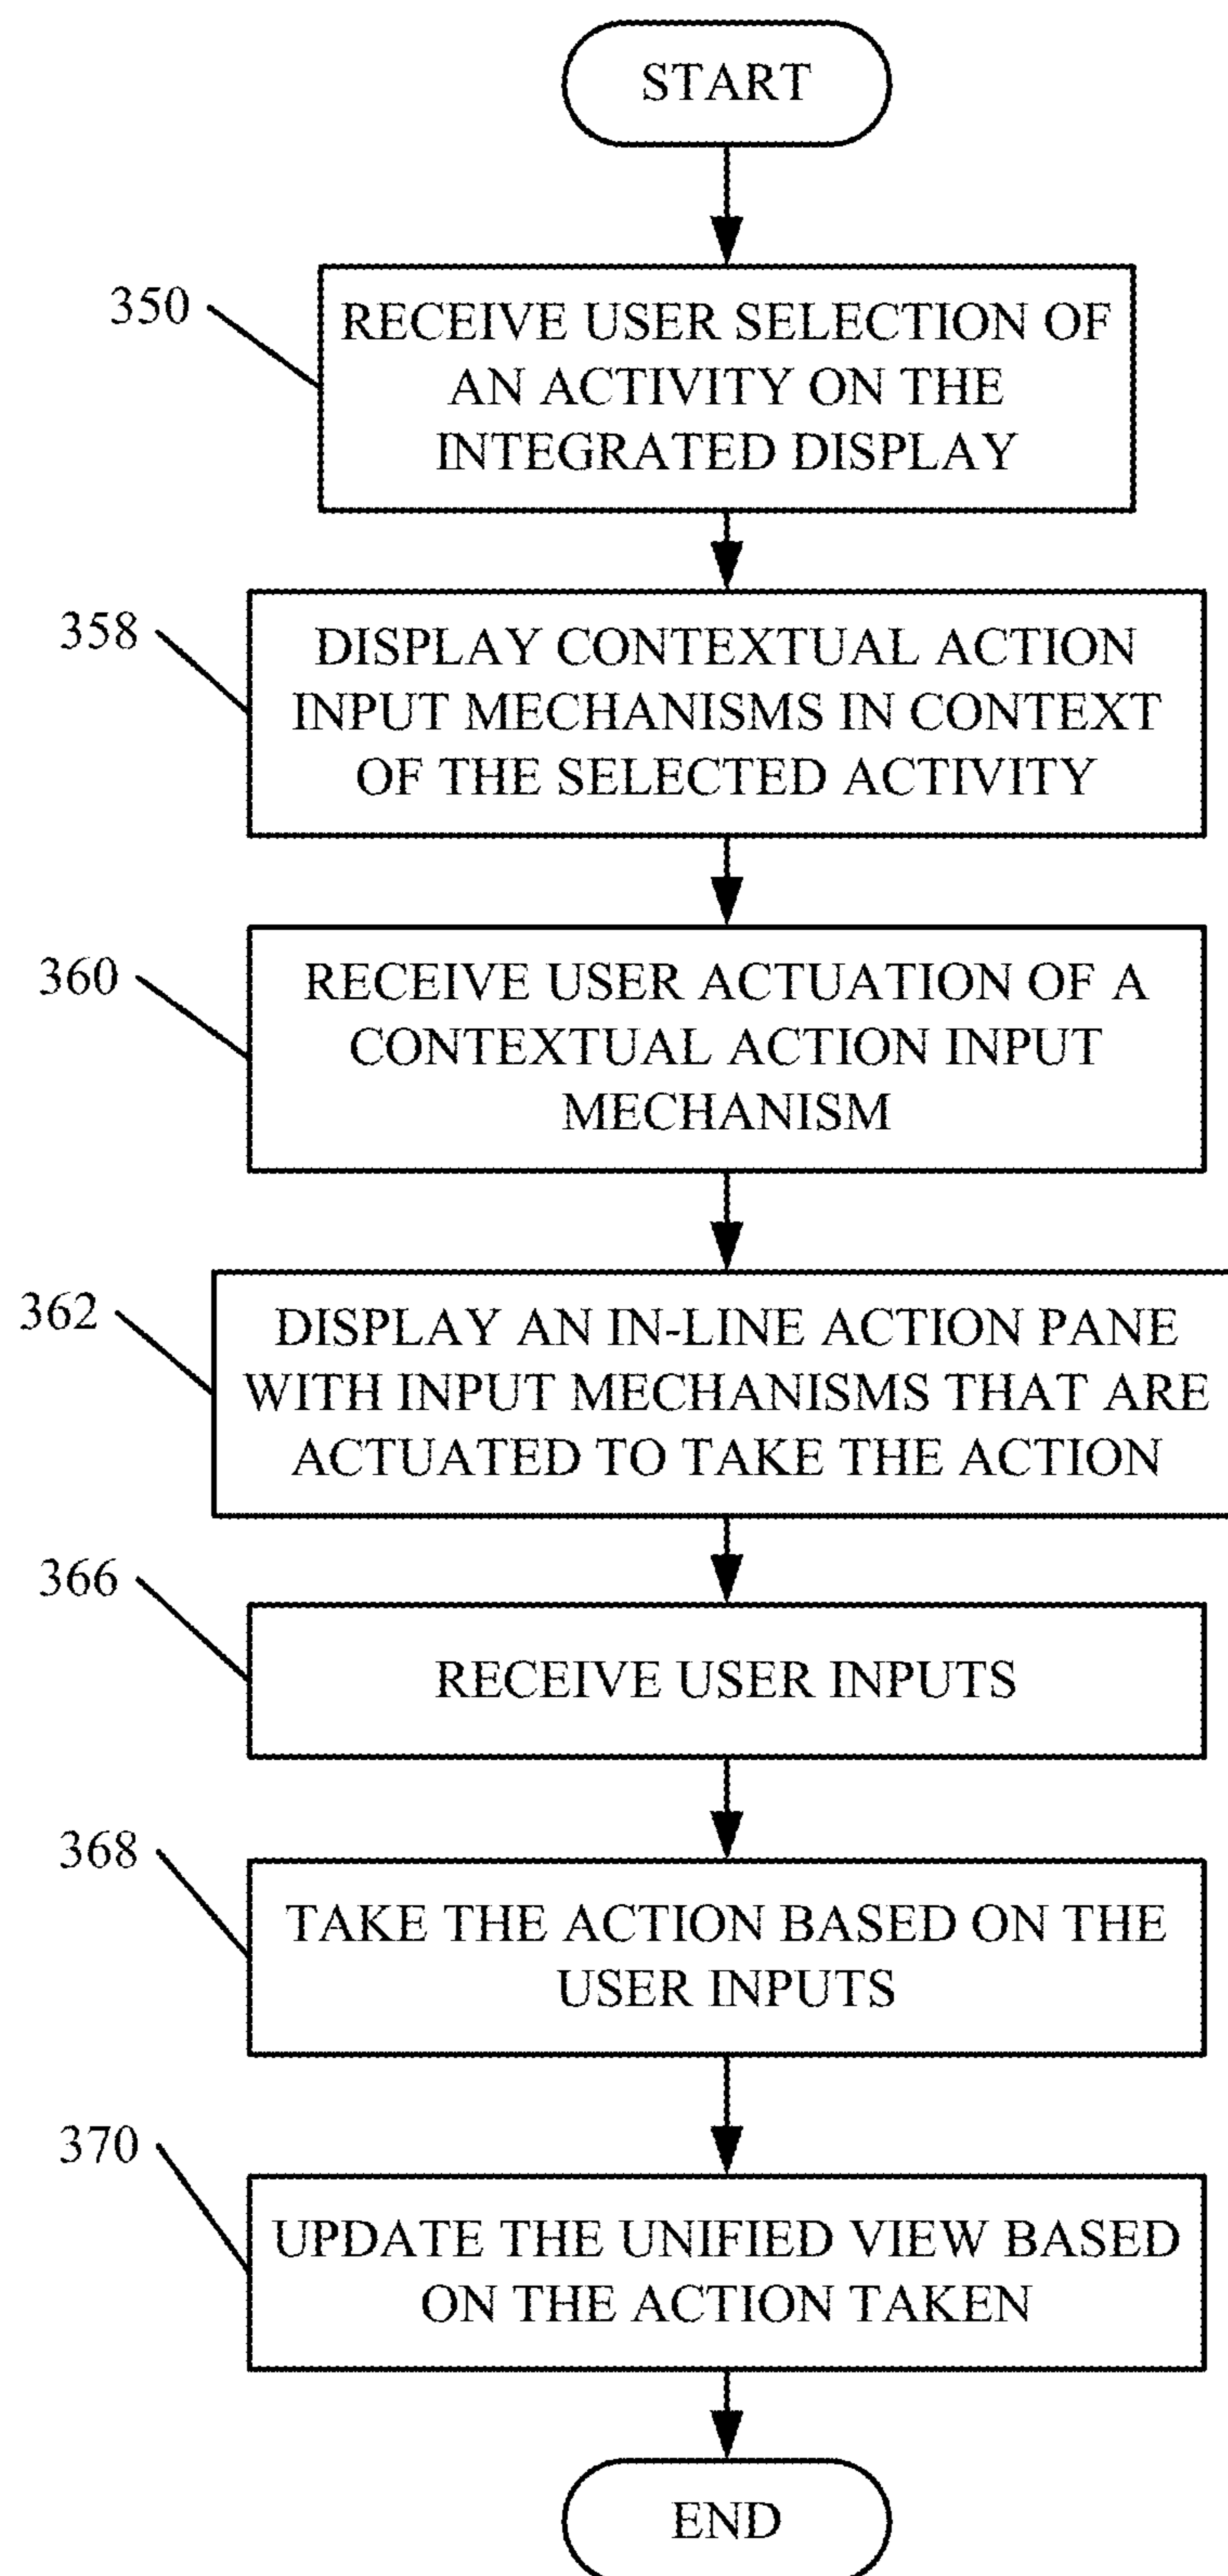 START
350
RECEIVE USER SELECTION OF
AN ACTIVITY ON THE
INTEGRATED DISPLAY
358
DISPLAY CONTEXTUAL ACTION
INPUT MECHANISMS IN CONTEXT
OF THE SELECTED ACTIVITY
360
RECEIVE USER ACTUATION OF A
CONTEXTUAL ACTION INPUT
MECHANISM
362
DISPLAY AN IN-LINE ACTION PANE
WITH INPUT MECHANISMS THAT ARE
ACTUATED TO TAKE THE ACTION
366
RECEIVE USER INPUTS
368
TAKE THE ACTION BASED ON THE
USER INPUTS
370
UPDATE THE UNIFIED VIEW BASED
ON THE ACTION TAKEN
END